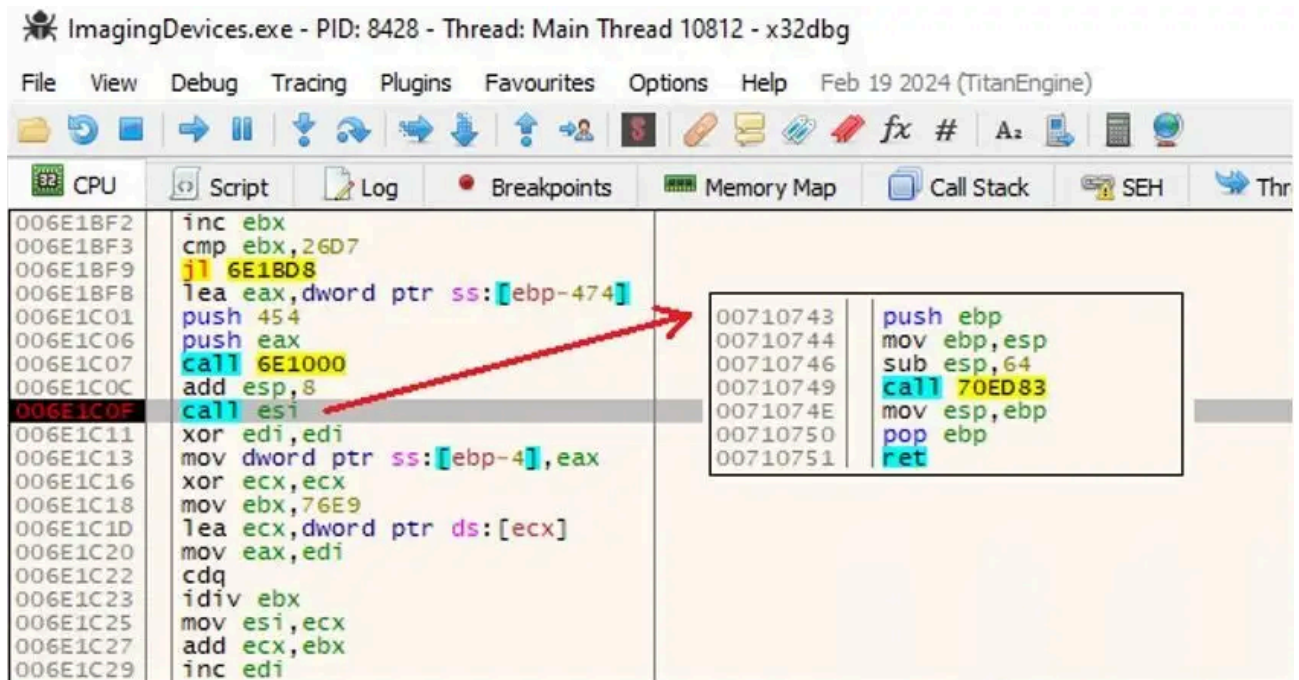 ImagingDevices.exe - PID: 8428 - Thread: Main Thread 10812 - x32dbg
File View Debug Tracing Plugins Favourites Options Help Feb 19 2024 (TitanEngine)
S fx # Az
32 CPU Script Log Breakpoints Memory Map Call Stack SEH Thr
006E1BF2 inc ebx
006E1BF3 cmp ebx,26D7
006E1BF9 jl 6E1BD8
006E1BFB lea eax,dword ptr ss:[ebp-474]
006E1C01 push 454
006E1C06 push eax
006E1C07 call 6E1000
006E1C0C add esp,8
006E1C0F call esi
006E1C11 xor edi,edi
006E1C13 mov dword ptr ss:[ebp-4],eax
006E1C16 xor ecx,ecx
006E1C18 mov ebx,76E9
006E1C1D lea ecx,dword ptr ds:[ecx]
006E1C20 mov eax,edi
006E1C22 cdq
006E1C23 idiv ebx
006E1C25 mov esi,ecx
006E1C27 add ecx,ebx
006E1C29 inc edi
00710743 push ebp
00710744 mov ebp,esp
00710746 sub esp,64
00710749 call 70ED83
0071074E mov esp,ebp
00710750 pop ebp
00710751 ret